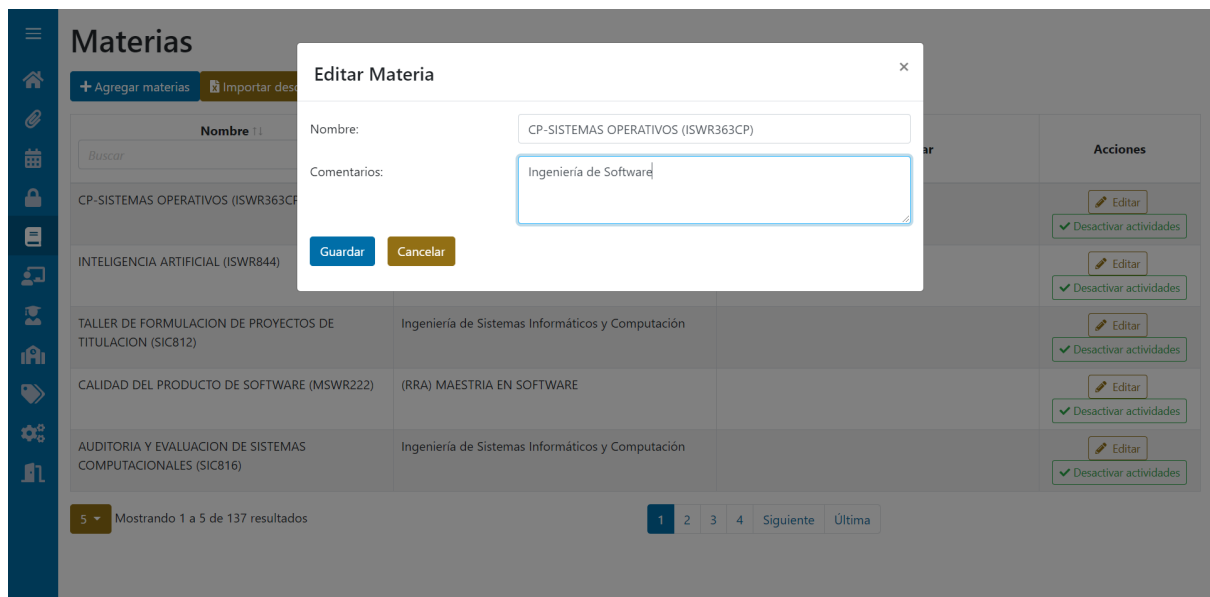 Materias
+ Agregar materias
Importar desc
Editar Materia
×
Nombre:
CP-SISTEMAS OPERATIVOS (ISWR363CP)
Comentarios:
Ingeniería de Software
Guardar
Cancelar
Nombre ↑↓
Buscar
ar
Acciones
CP-SISTEMAS OPERATIVOS (ISWR363CP
Editar
Desactivar actividades
INTELIGENCIA ARTIFICIAL (ISWR844)
Editar
Desactivar actividades
TALLER DE FORMULACION DE PROYECTOS DE
TITULACION (SIC812)
Ingeniería de Sistemas Informáticos y Computación
Editar
Desactivar actividades
CALIDAD DEL PRODUCTO DE SOFTWARE (MSWR222)
(RRA) MAESTRIA EN SOFTWARE
Editar
Desactivar actividades
AUDITORIA Y EVALUACION DE SISTEMAS
COMPUTACIONALES (SIC816)
Ingeniería de Sistemas Informáticos y Computación
Editar
Desactivar actividades
5
Mostrando 1 a 5 de 137 resultados
1 2 3 4 Siguiente Última